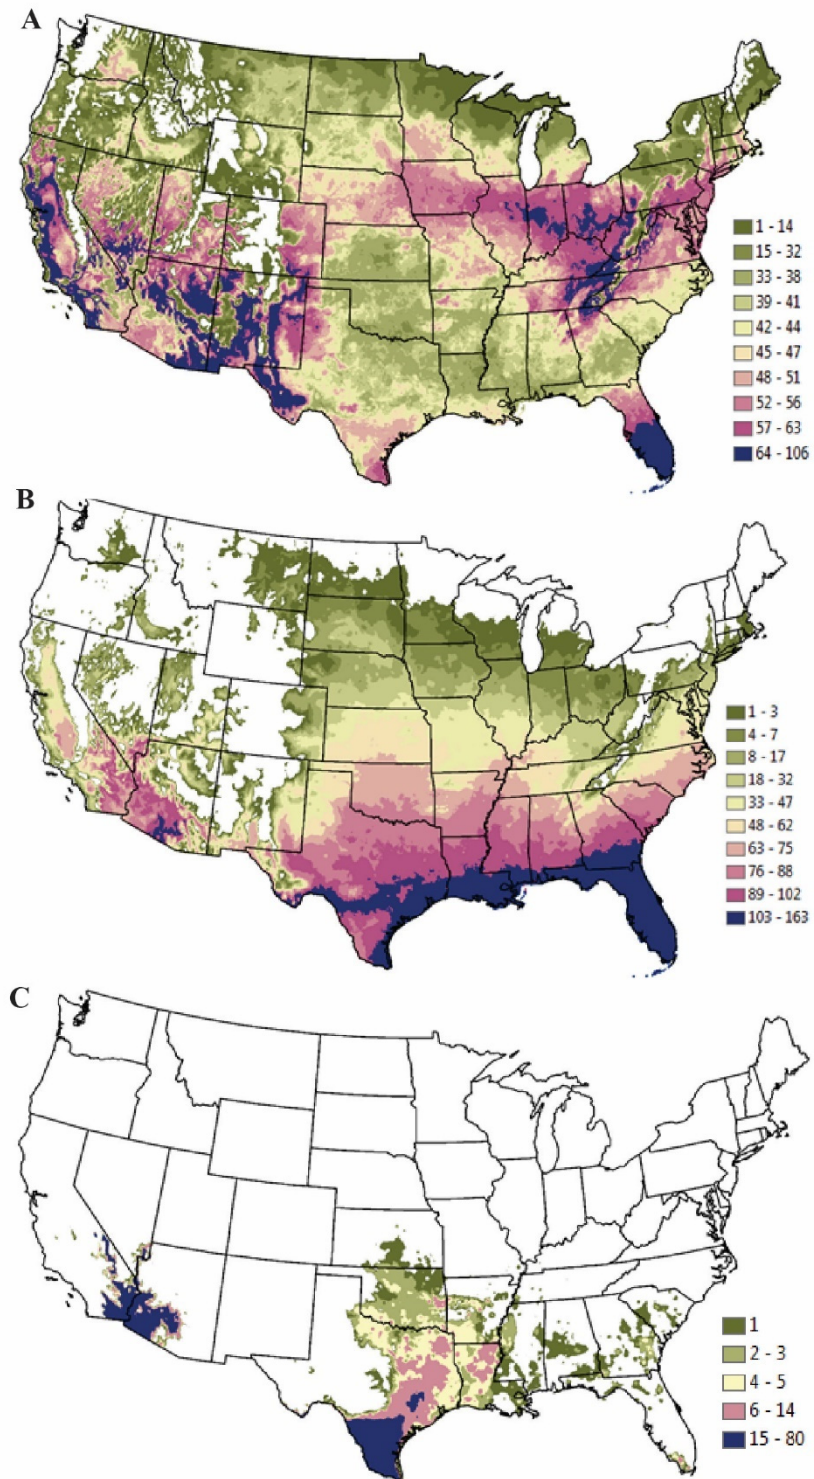 A
1 - 14
15 - 32
33 - 38
39 - 41
42 - 44
45 - 47
48 - 51
52 - 56
57 - 63
64 - 106
B
1 - 3
4 - 7
8 - 17
18 - 32
33 - 47
48 - 62
63 - 75
76 - 88
89 - 102
103 - 163
C
1
2 - 3
4 - 5
6 - 14
15 - 80